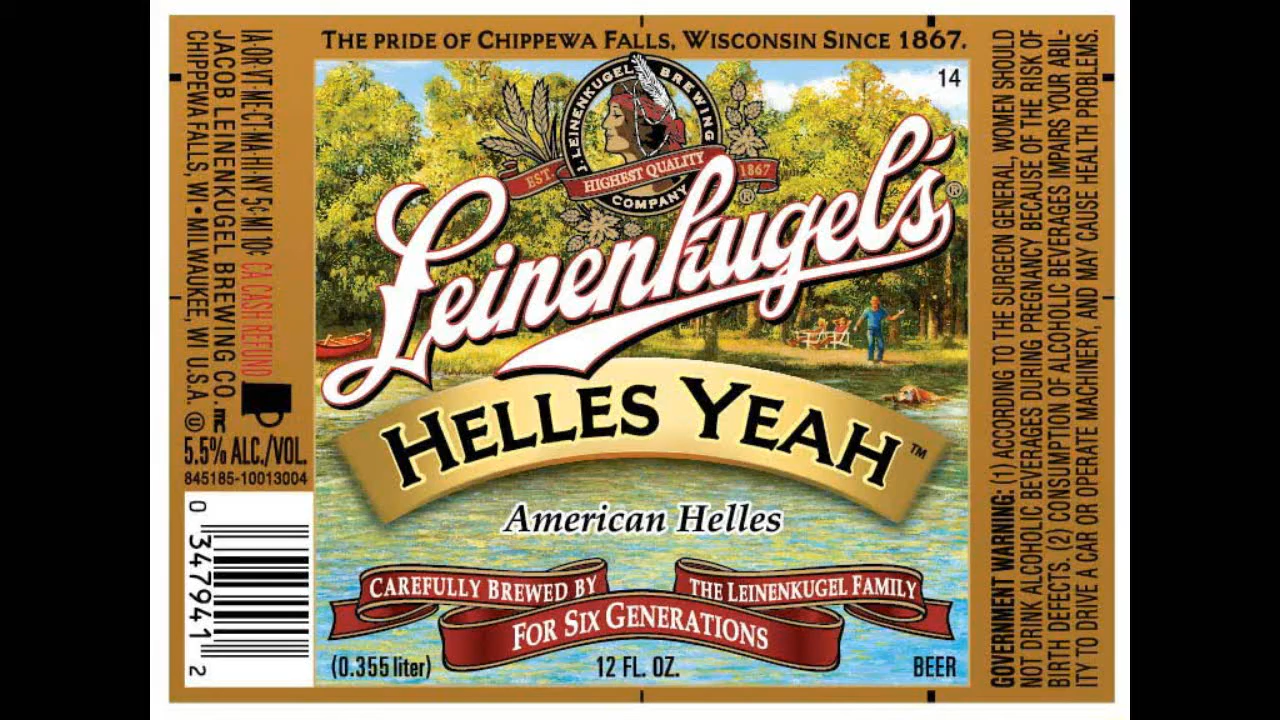 THE PRIDE OF CHIPPEWA FALLS, WISCONSIN SINCE 1867.
14
J. LEINENKUGEL BREWING
EST. HIGHEST QUALITY 1867
COMPANY
Leinenkugel's®
®
HELLES YEAH™
American Helles
CAREFULLY BREWED BY THE LEINENKUGEL FAMILY
FOR SIX GENERATIONS
(0.355 liter) 12 FL. OZ. BEER
IA·OR·VT·ME·CT·MA·HI·NY 5¢·MI 10¢ CA CASH REFUND
JACOB LEINENKUGEL BREWING CO.
CHIPPEWA FALLS, WI • MILWAUKEE, WI U.S.A. Ⓤ
5.5% ALC./VOL.
845185-10013004
0 34794 1 2
GOVERNMENT WARNING: (1) ACCORDING TO THE SURGEON GENERAL, WOMEN SHOULD
NOT DRINK ALCOHOLIC BEVERAGES DURING PREGNANCY BECAUSE OF THE RISK OF
BIRTH DEFECTS. (2) CONSUMPTION OF ALCOHOLIC BEVERAGES IMPAIRS YOUR ABIL-
ITY TO DRIVE A CAR OR OPERATE MACHINERY, AND MAY CAUSE HEALTH PROBLEMS.